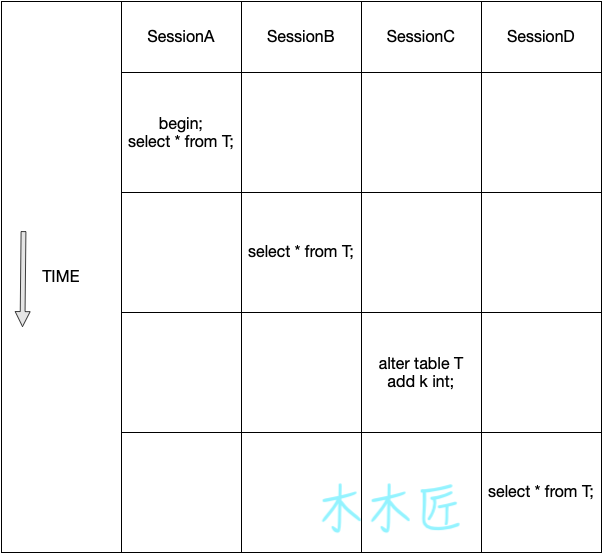 SessionA SessionB SessionC SessionD
begin;
select * from T;
select * from T;
TIME
alter table T
add k int;
select * from T;
木木匠